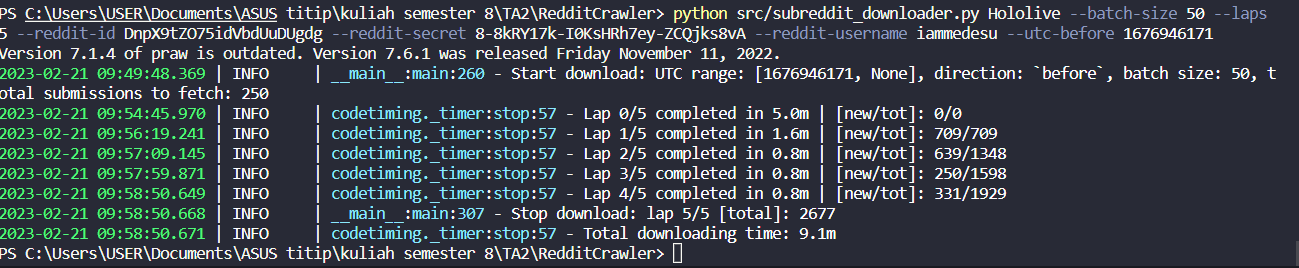 PS C:\Users\USER\Documents\ASUS titip\kuliah semester 8\TA2\RedditCrawler> python src/subreddit_downloader.py Hololive --batch-size 50 --laps
5 --reddit-id DnpX9tZO75idVbdUuDUgdg --reddit-secret 8-8kRY17k-I0KsHRh7ey-ZCQjks8vA --reddit-username iammedesu --utc-before 1676946171
Version 7.1.4 of praw is outdated. Version 7.6.1 was released Friday November 11, 2022.
2023-02-21 09:49:48.369 | INFO     | __main__:main:260 - Start download: UTC range: [1676946171, None], direction: `before`, batch size: 50, t
otal submissions to fetch: 250
2023-02-21 09:54:45.970 | INFO     | codetiming._timer:stop:57 - Lap 0/5 completed in 5.0m | [new/tot]: 0/0
2023-02-21 09:56:19.241 | INFO     | codetiming._timer:stop:57 - Lap 1/5 completed in 1.6m | [new/tot]: 709/709
2023-02-21 09:57:09.145 | INFO     | codetiming._timer:stop:57 - Lap 2/5 completed in 0.8m | [new/tot]: 639/1348
2023-02-21 09:57:59.871 | INFO     | codetiming._timer:stop:57 - Lap 3/5 completed in 0.8m | [new/tot]: 250/1598
2023-02-21 09:58:50.649 | INFO     | codetiming._timer:stop:57 - Lap 4/5 completed in 0.8m | [new/tot]: 331/1929
2023-02-21 09:58:50.668 | INFO     | __main__:main:307 - Stop download: lap 5/5 [total]: 2677
2023-02-21 09:58:50.671 | INFO     | codetiming._timer:stop:57 - Total downloading time: 9.1m
PS C:\Users\USER\Documents\ASUS titip\kuliah semester 8\TA2\RedditCrawler>